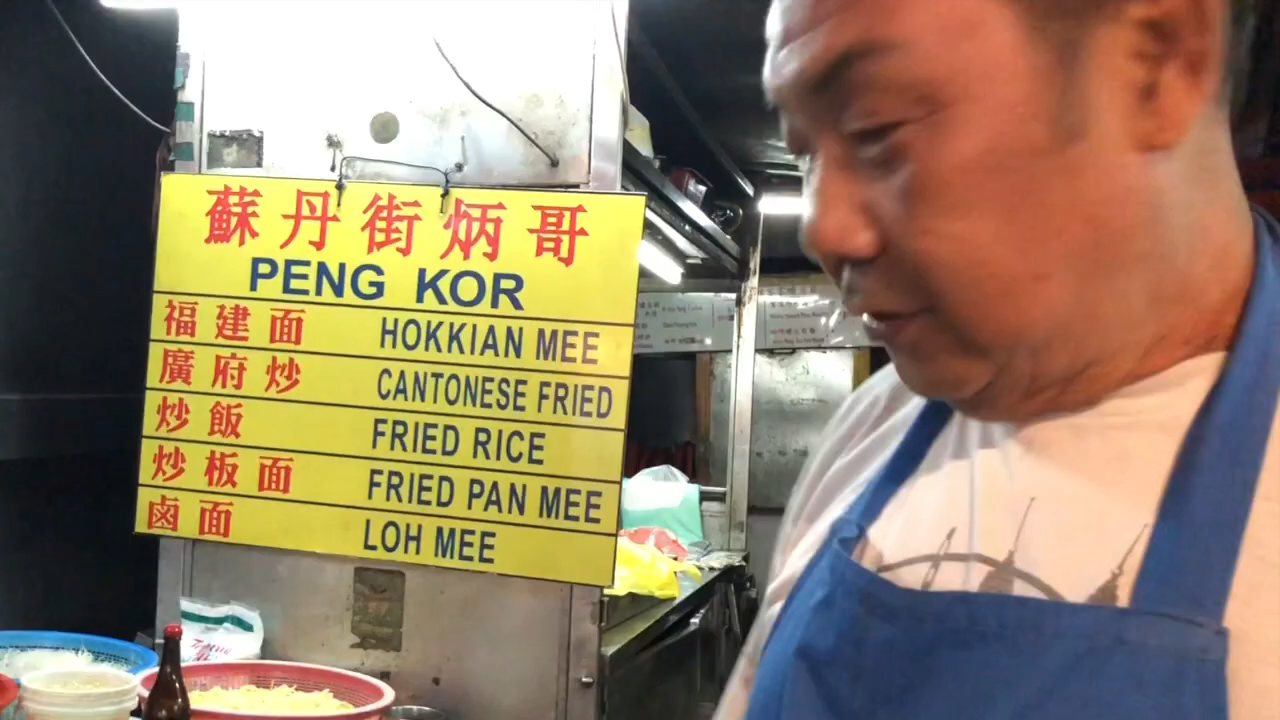 蘇丹街炳哥
PENG KOR
福建面 HOKKIAN MEE
廣府炒 CANTONESE FRIED
炒飯 FRIED RICE
炒板面 FRIED PAN MEE
鹵面 LOH MEE